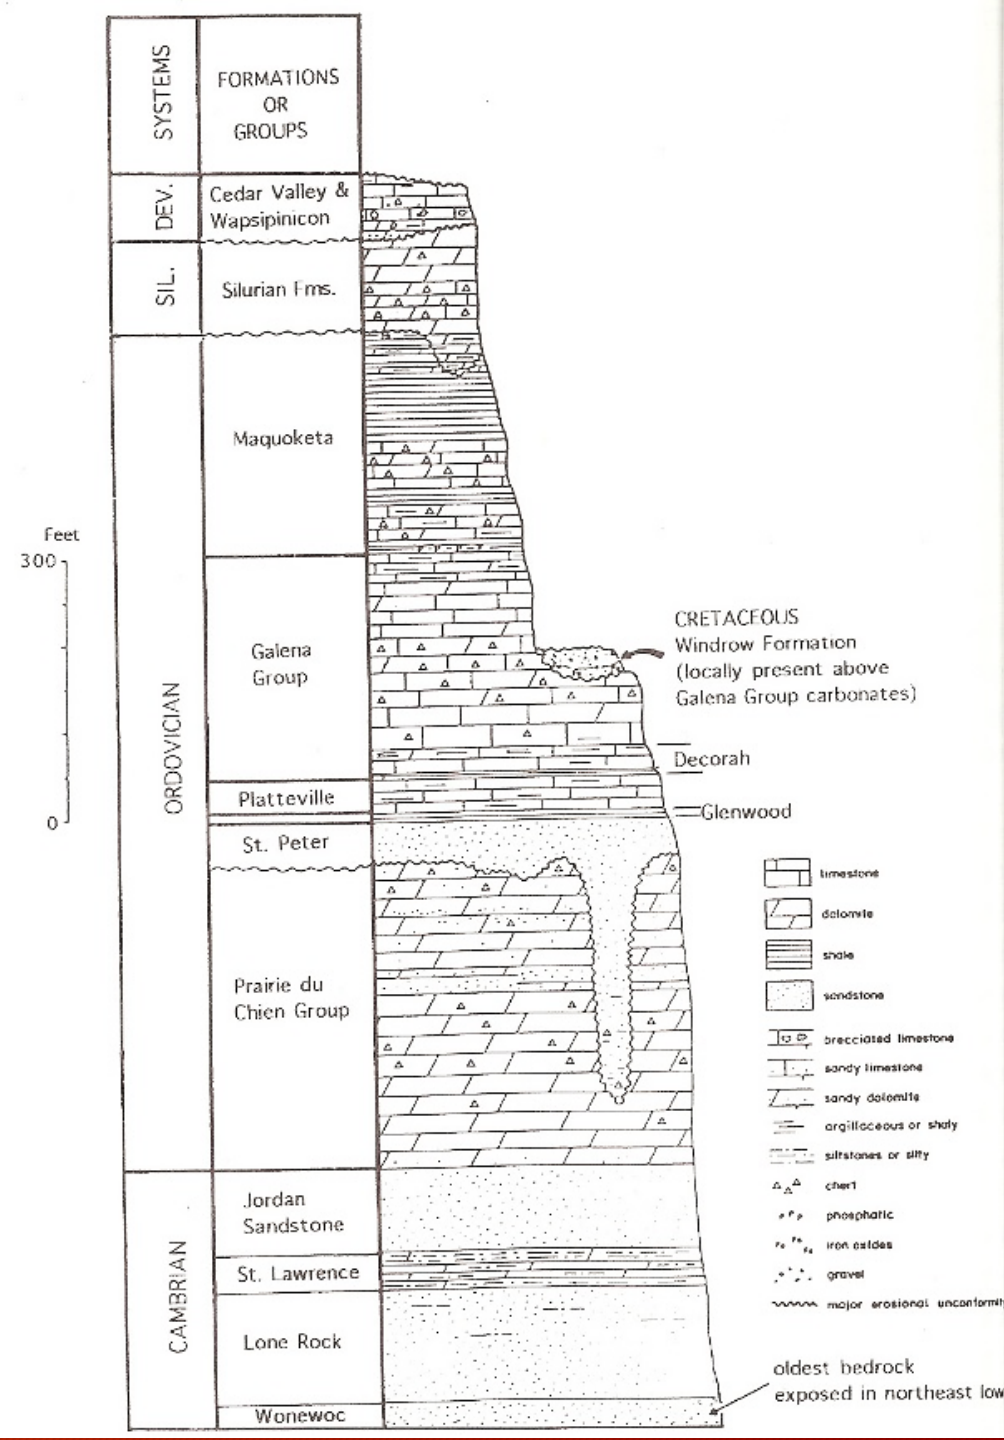 SYSTEMS
FORMATIONS
OR
GROUPS
DEV.
Cedar Valley &
Wapsipinicon
SIL.
Silurian Fms.
ORDOVICIAN
Maquoketa
Feet
300
0
Galena
Group
CRETACEOUS
Windrow Formation
(locally present above
Galena Group carbonates)
Decorah
Platteville
Glenwood
St. Peter
Prairie du
Chien Group
limestone
dolomite
shale
sandstone
brecciated limestone
sandy limestone
sandy dolomite
argillaceous or shaly
siltstones or silty
chert
phosphatic
iron oxides
gravel
major erosional unconformit
CAMBRIAN
Jordan
Sandstone
St. Lawrence
Lone Rock
Wonewoc
oldest bedrock
exposed in northeast Iow